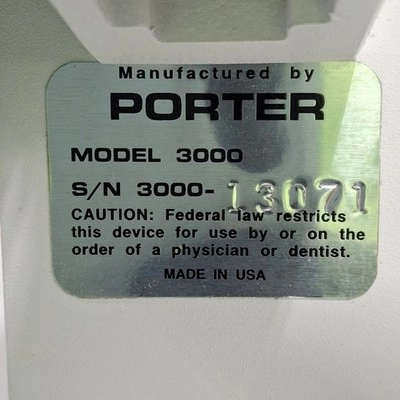 Manufactured by
PORTER
MODEL 3000
S/N 3000-13071
CAUTION: Federal law restricts
this device for use by or on the
order of a physician or dentist.
MADE IN USA